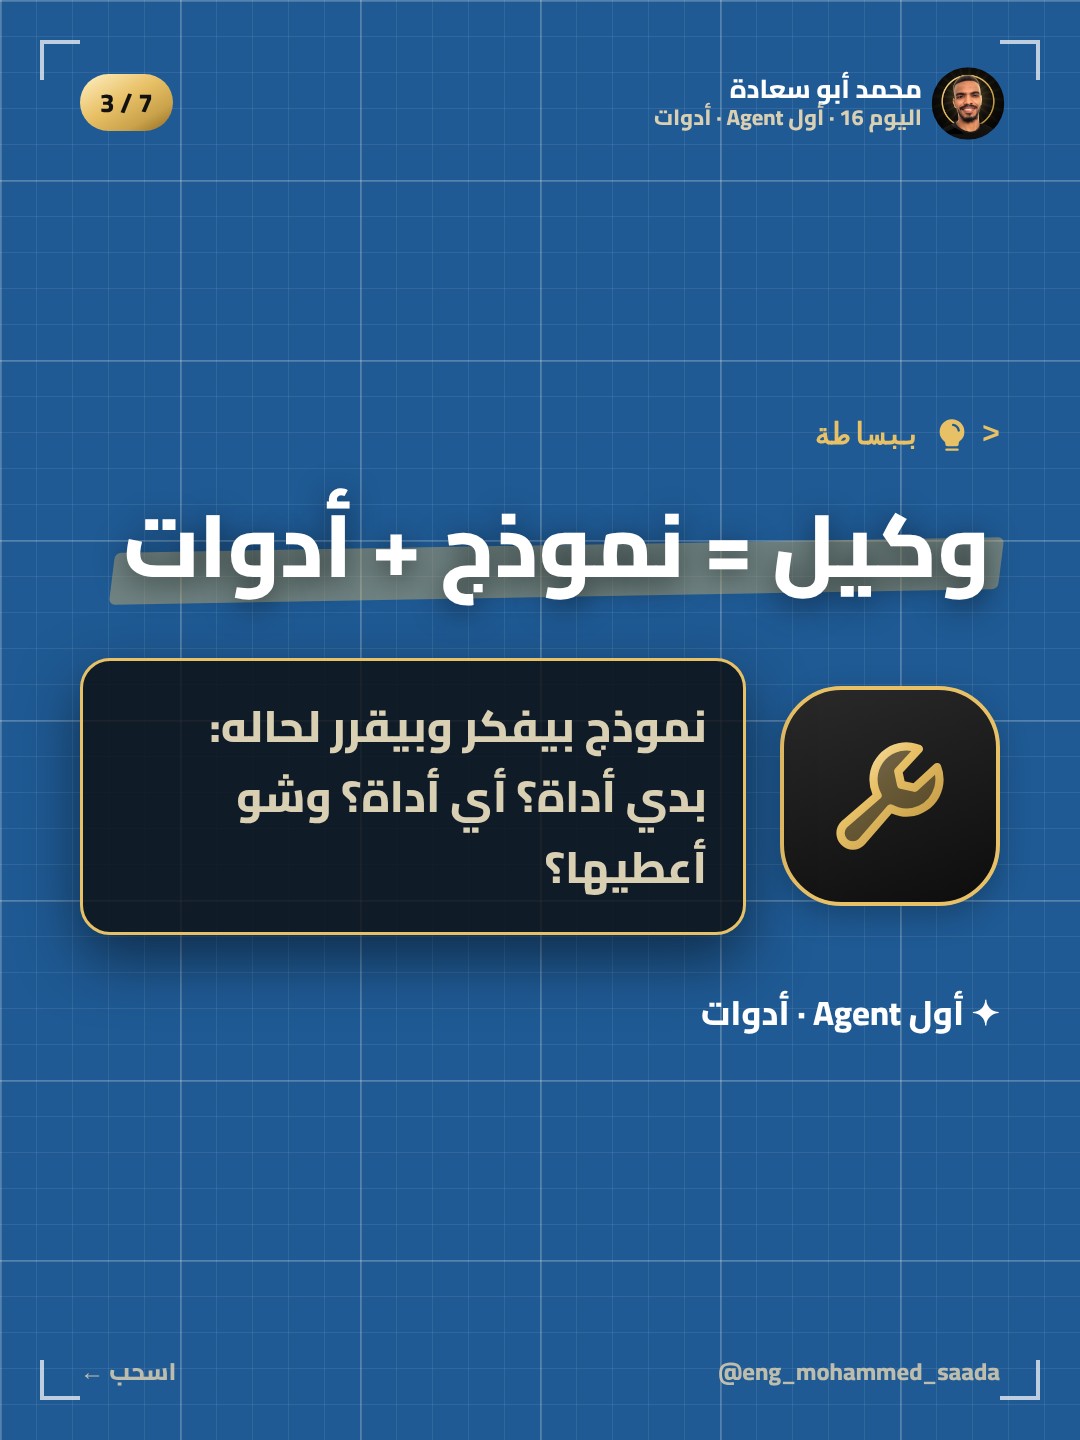 محمد أبو سعادة
اليوم 16 · أول Agent · أدوات
3 / 7
> ببساطة
وكيل = نموذج + أدوات
نموذج بيفكر وبيقرر لحاله:
بدي أداة؟ أي أداة؟ وشو
أعطيها؟
✦ أول Agent · أدوات
@eng_mohammed_saada
اسحب ←